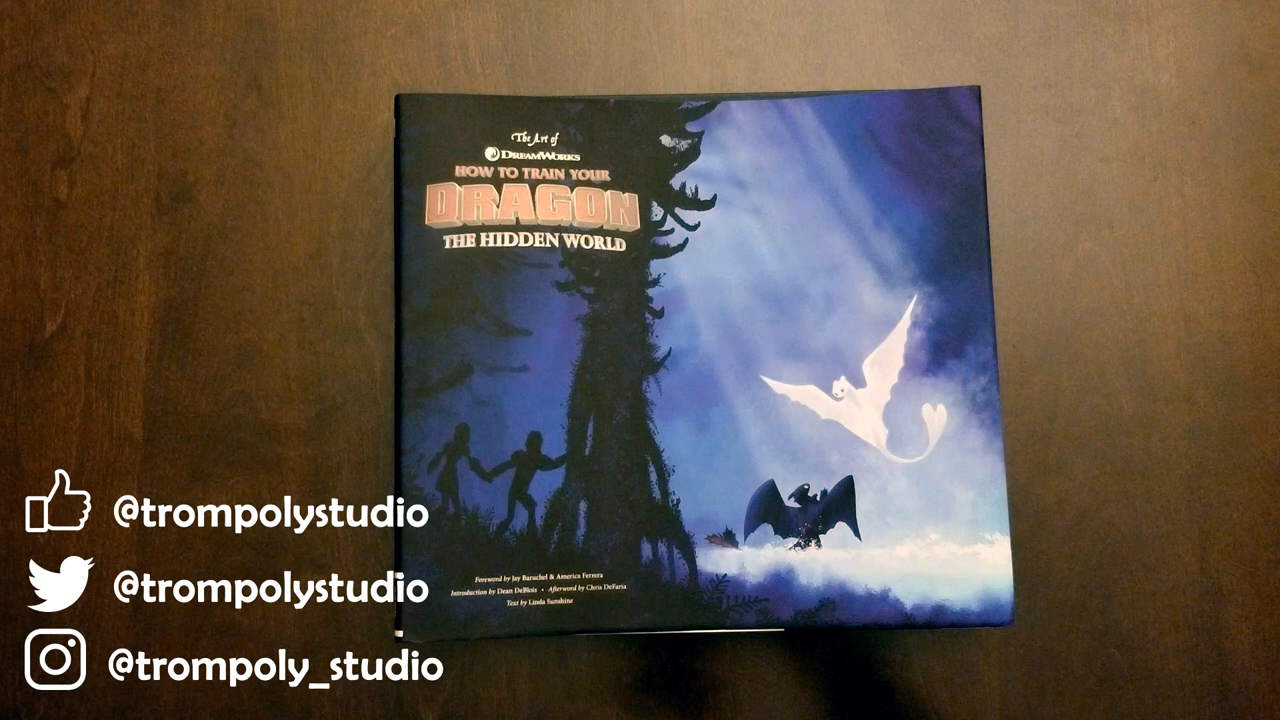 The Art of
DREAMWORKS
HOW TO TRAIN YOUR
DRAGON
THE HIDDEN WORLD
Foreword by Jay Baruchel & America Ferrera
Introduction by Dean DeBlois • Afterword by Chris DeFaria
Text by Linda Sunshine
@trompolystudio
@trompolystudio
@trompoly_studio